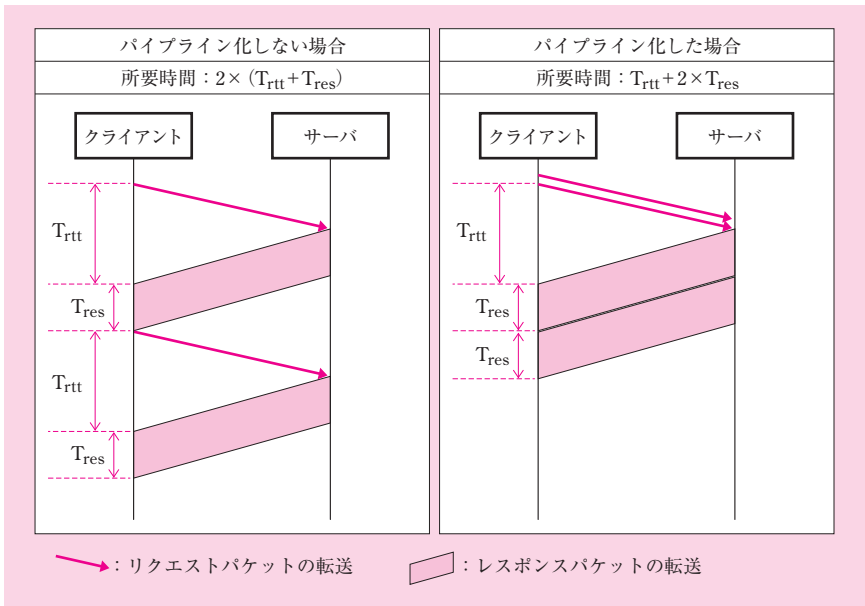 パイプライン化しない場合
所要時間：2×（Trtt+Tres）
クライアント
サーバ
Trtt
Tres
Trtt
Tres
パイプライン化した場合
所要時間：Trtt+2×Tres
クライアント
サーバ
Trtt
Tres
Tres
：リクエストパケットの転送
：レスポンスパケットの転送